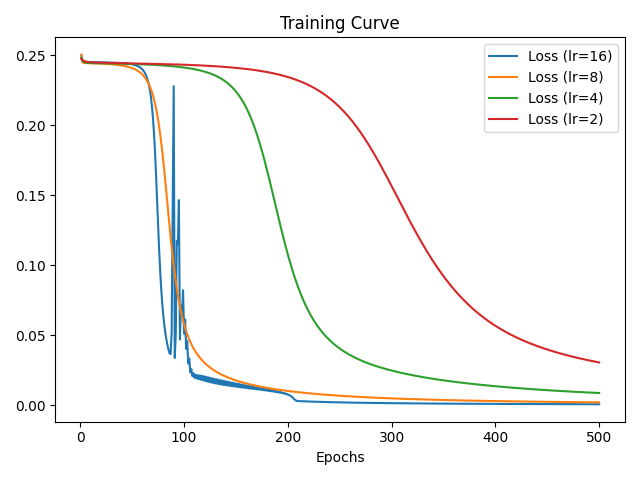 Training Curve
Loss (lr=16)
Loss (lr=8)
Loss (lr=4)
Loss (lr=2)
0.25
0.20
0.15
0.10
0.05
0.00
0 100 200 300 400 500
Epochs